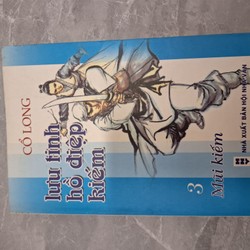 CỔ LONG
lưu tinh
hồ điệp
kiếm
3
Mũi kiếm
NHÀ XUẤT BẢN HỘI NHÀ VĂN